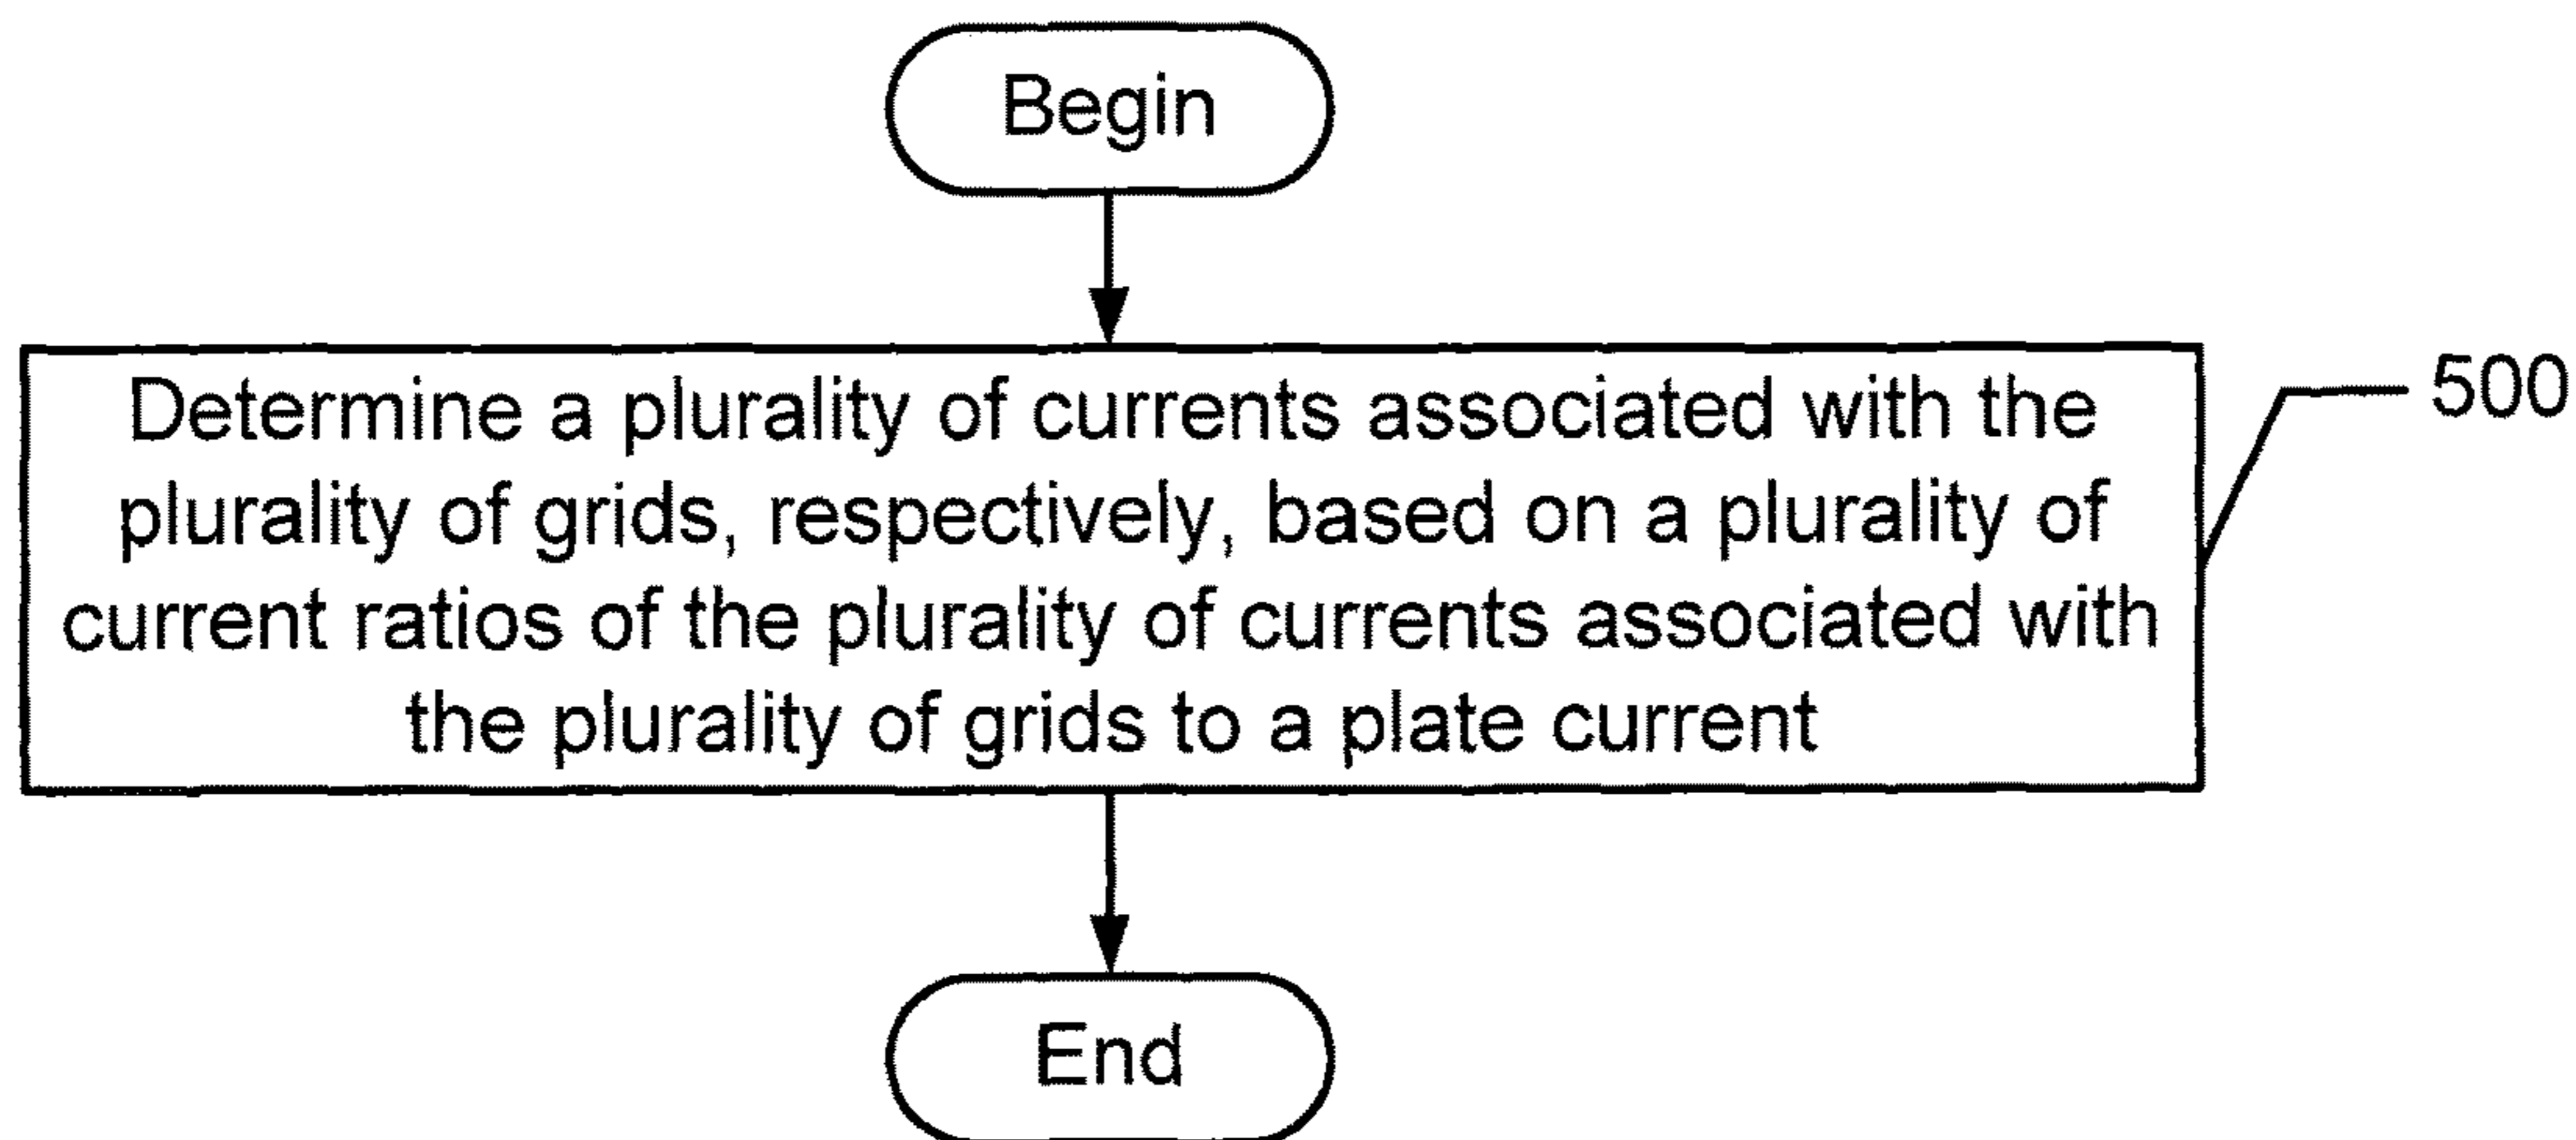 Begin
Determine a plurality of currents associated with the
plurality of grids, respectively, based on a plurality of
current ratios of the plurality of currents associated with
the plurality of grids to a plate current
500
End